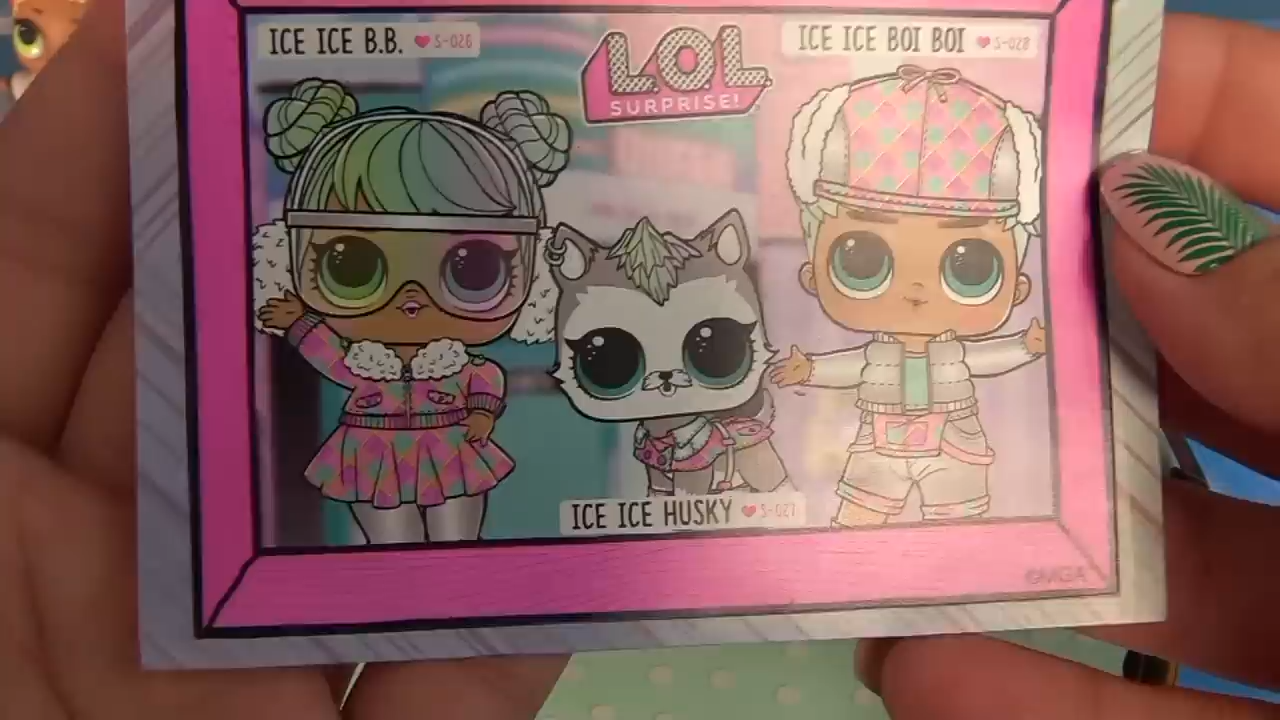 ICE ICE B.B. ♥ S-026
L.O.L.
SURPRISE!
ICE ICE BOI BOI ♥ S-028
ICE ICE HUSKY ♥ S-027
©MGA